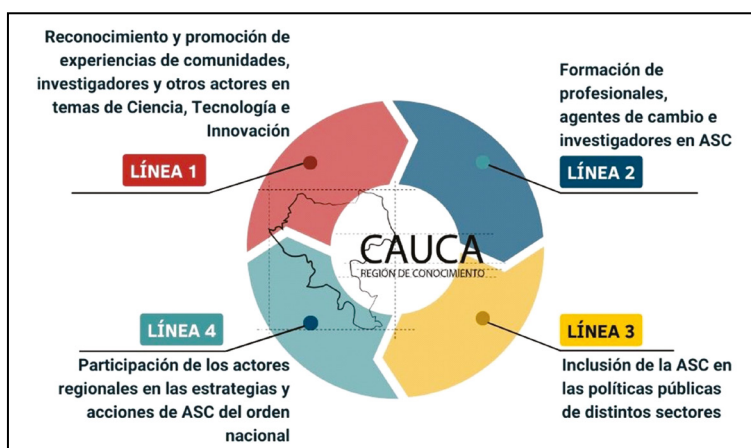 Reconocimiento y promoción de
experiencias de comunidades,
investigadores y otros actores en
temas de Ciencia, Tecnología e
Innovación
LÍNEA 1
Formación de
profesionales,
agentes de cambio e
investigadores en ASC
LÍNEA 2
CAUCA
REGIÓN DE CONOCIMIENTO
LÍNEA 4
Participación de los actores
regionales en las estrategias y
acciones de ASC del orden
nacional
LÍNEA 3
Inclusión de la ASC en
las políticas públicas
de distintos sectores